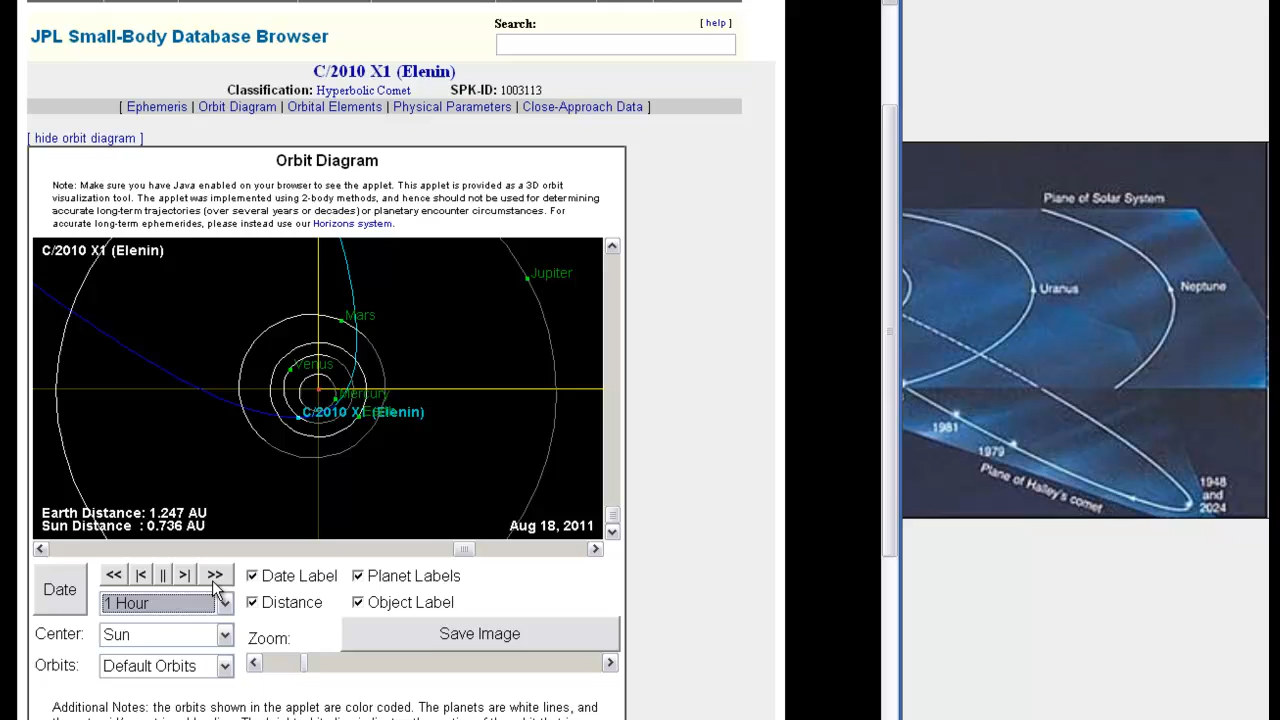 Search:
[ help ]
JPL Small-Body Database Browser
C/2010 X1 (Elenin)
Classification: Hyperbolic Comet SPK-ID: 1003113
[ Ephemeris | Orbit Diagram | Orbital Elements | Physical Parameters | Close-Approach Data ]
[ hide orbit diagram ]
Orbit Diagram
Note: Make sure you have Java enabled on your browser to see the applet. This applet is provided as a 3D orbit
visualization tool. The applet was implemented using 2-body methods, and hence should not be used for determining
accurate long-term trajectories (over several years or decades) or planetary encounter circumstances. For
accurate long-term ephemerides, please instead use our Horizons system.
C/2010 X1 (Elenin)
Jupiter
Mars
Venus
Mercury
C/2010 X1 (Elenin)
Earth Distance: 1.247 AU
Sun Distance : 0.736 AU
Aug 18, 2011
Date
<< |< || >| >>
1 Hour
Date Label
Planet Labels
Distance
Object Label
Center: Sun
Zoom:
Save Image
Orbits: Default Orbits
Additional Notes: the orbits shown in the applet are color coded. The planets are white lines, and
Plane of Solar System
Uranus
Neptune
1981
1979
Plane of Halley's comet
1948
and
2024